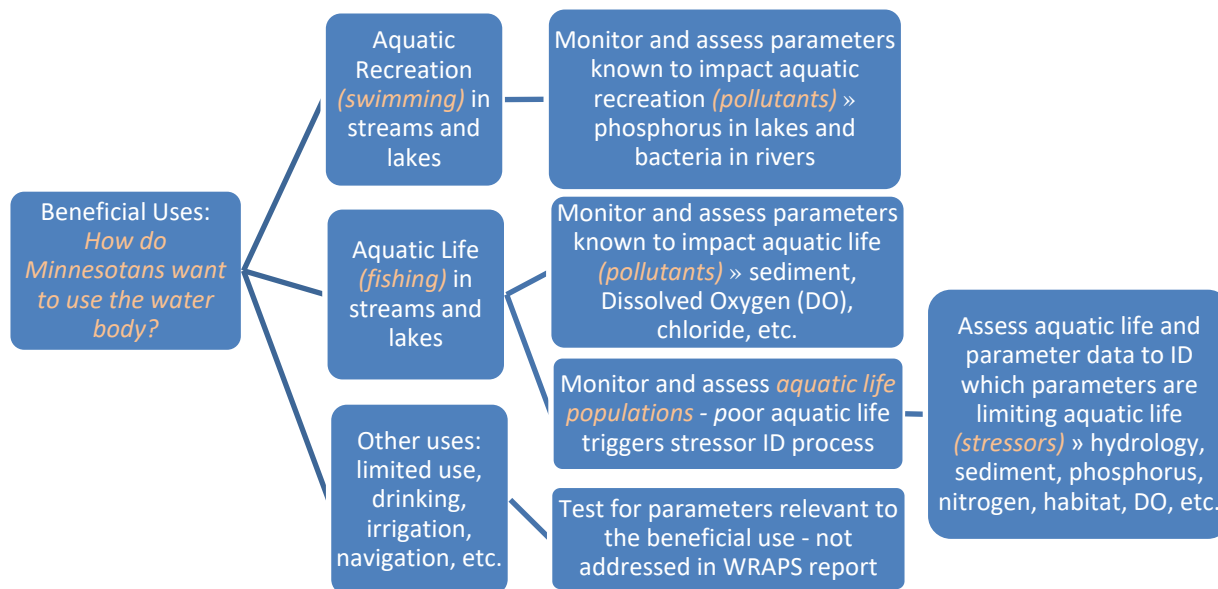 Beneficial Uses:
How do
Minnesotans want
to use the water
body?
Aquatic
Recreation
(swimming) in
streams and
lakes
Monitor and assess parameters
known to impact aquatic
recreation (pollutants) »
phosphorus in lakes and
bacteria in rivers
Aquatic Life
(fishing) in
streams and
lakes
Monitor and assess parameters
known to impact aquatic life
(pollutants) » sediment,
Dissolved Oxygen (DO),
chloride, etc.
Monitor and assess aquatic life
populations - poor aquatic life
triggers stressor ID process
Assess aquatic life and
parameter data to ID
which parameters are
limiting aquatic life
(stressors) » hydrology,
sediment, phosphorus,
nitrogen, habitat, DO, etc.
Other uses:
limited use,
drinking,
irrigation,
navigation, etc.
Test for parameters relevant to
the beneficial use - not
addressed in WRAPS report